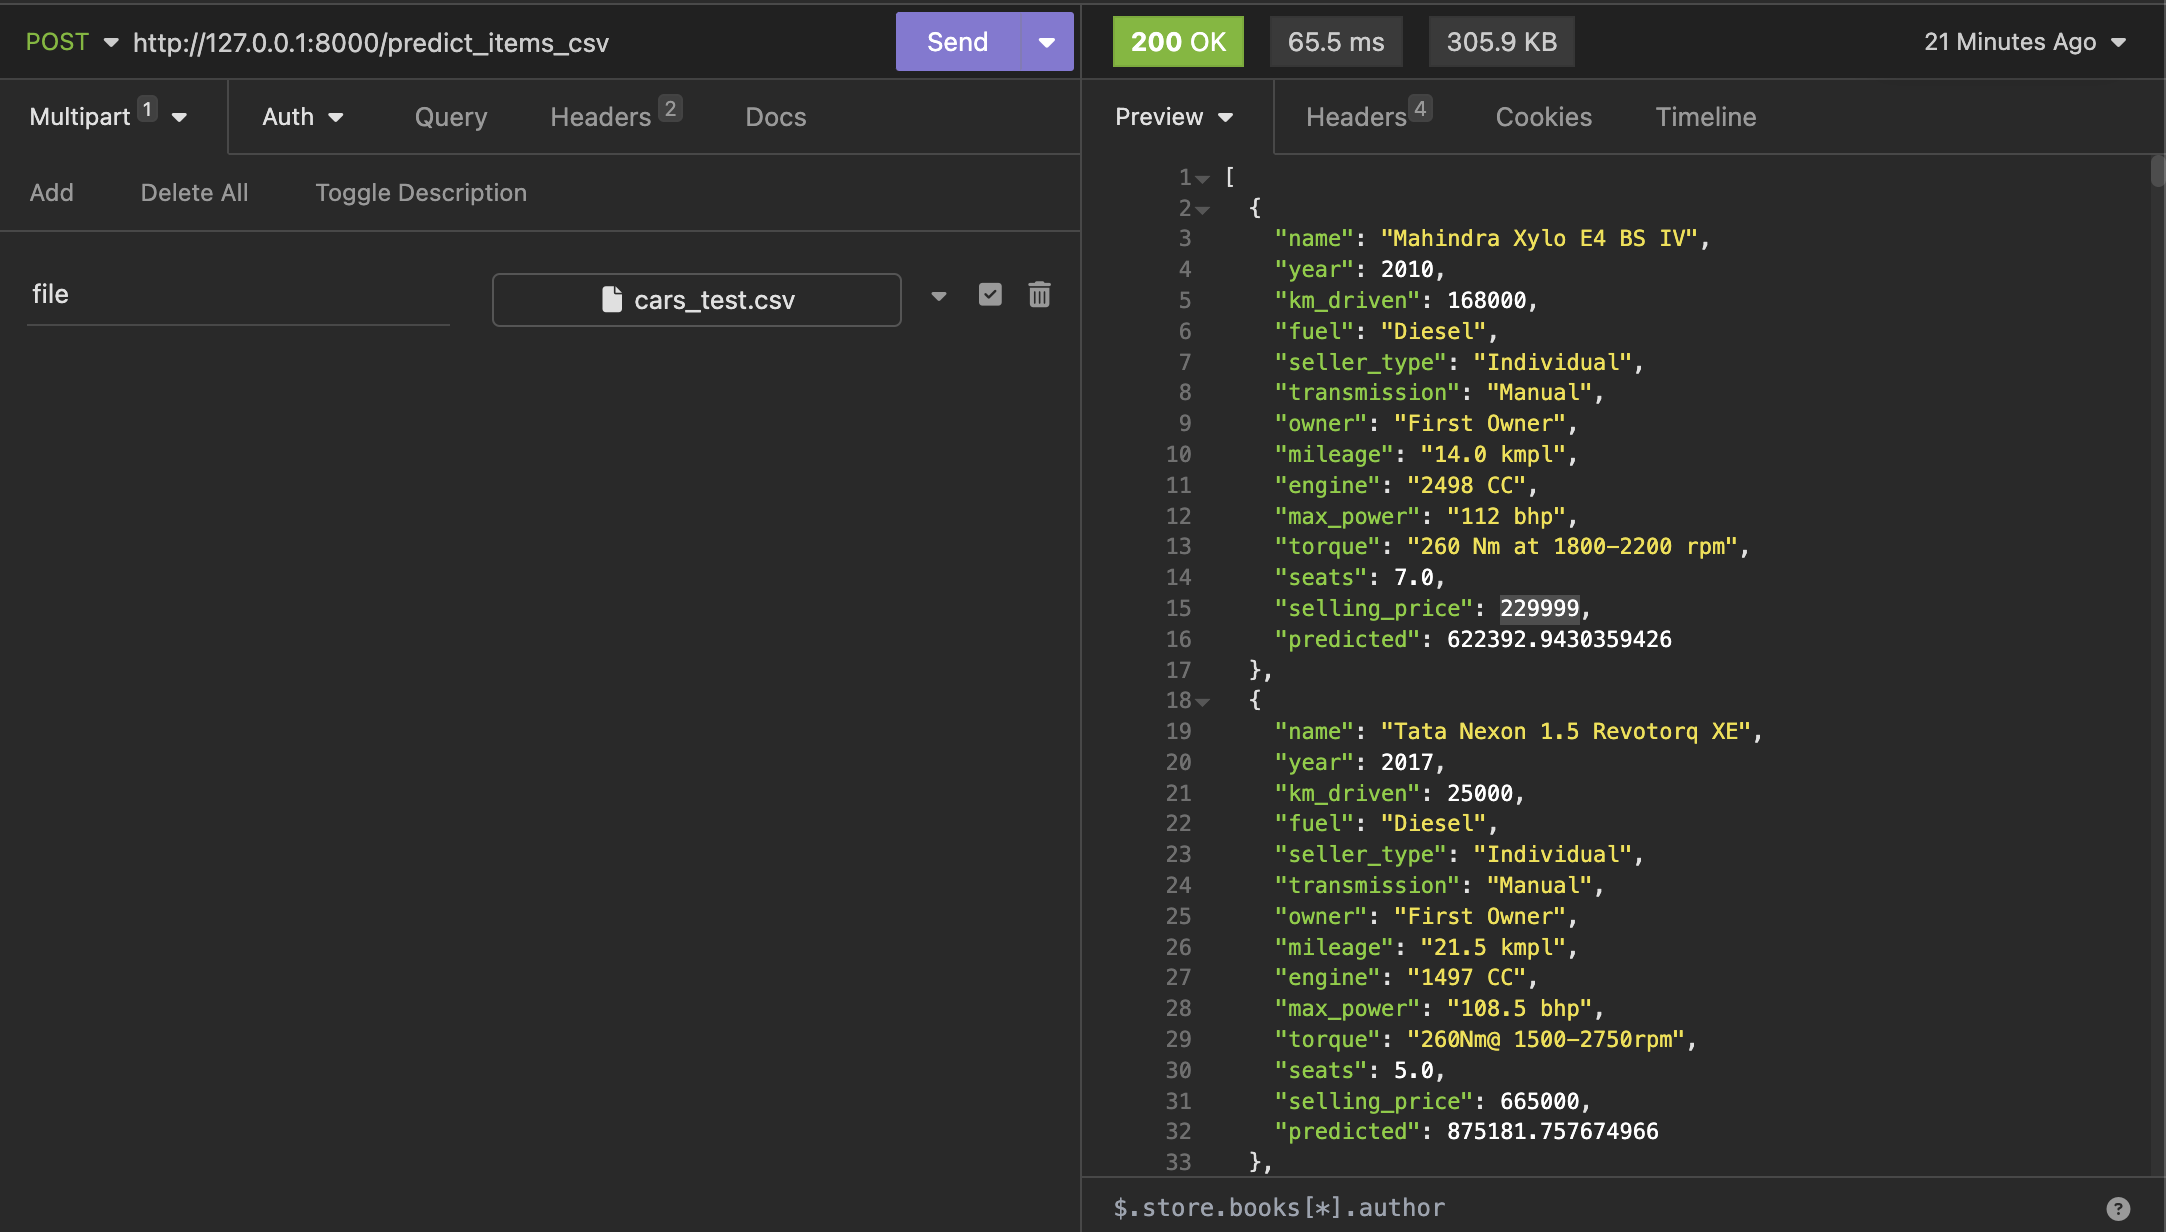 POST http://127.0.0.1:8000/predict_items_csv Send
200 OK 65.5 ms 305.9 KB 21 Minutes Ago
Multipart 1 Auth Query Headers 2 Docs
Add Delete All Toggle Description
file cars_test.csv
Preview Headers 4 Cookies Timeline
1 [
2 {
3 "name": "Mahindra Xylo E4 BS IV",
4 "year": 2010,
5 "km_driven": 168000,
6 "fuel": "Diesel",
7 "seller_type": "Individual",
8 "transmission": "Manual",
9 "owner": "First Owner",
10 "mileage": "14.0 kmpl",
11 "engine": "2498 CC",
12 "max_power": "112 bhp",
13 "torque": "260 Nm at 1800-2200 rpm",
14 "seats": 7.0,
15 "selling_price": 229999,
16 "predicted": 622392.9430359426
17 },
18 {
19 "name": "Tata Nexon 1.5 Revotorq XE",
20 "year": 2017,
21 "km_driven": 25000,
22 "fuel": "Diesel",
23 "seller_type": "Individual",
24 "transmission": "Manual",
25 "owner": "First Owner",
26 "mileage": "21.5 kmpl",
27 "engine": "1497 CC",
28 "max_power": "108.5 bhp",
29 "torque": "260Nm@ 1500-2750rpm",
30 "seats": 5.0,
31 "selling_price": 665000,
32 "predicted": 875181.757674966
33 },
$.store.books[*].author ?